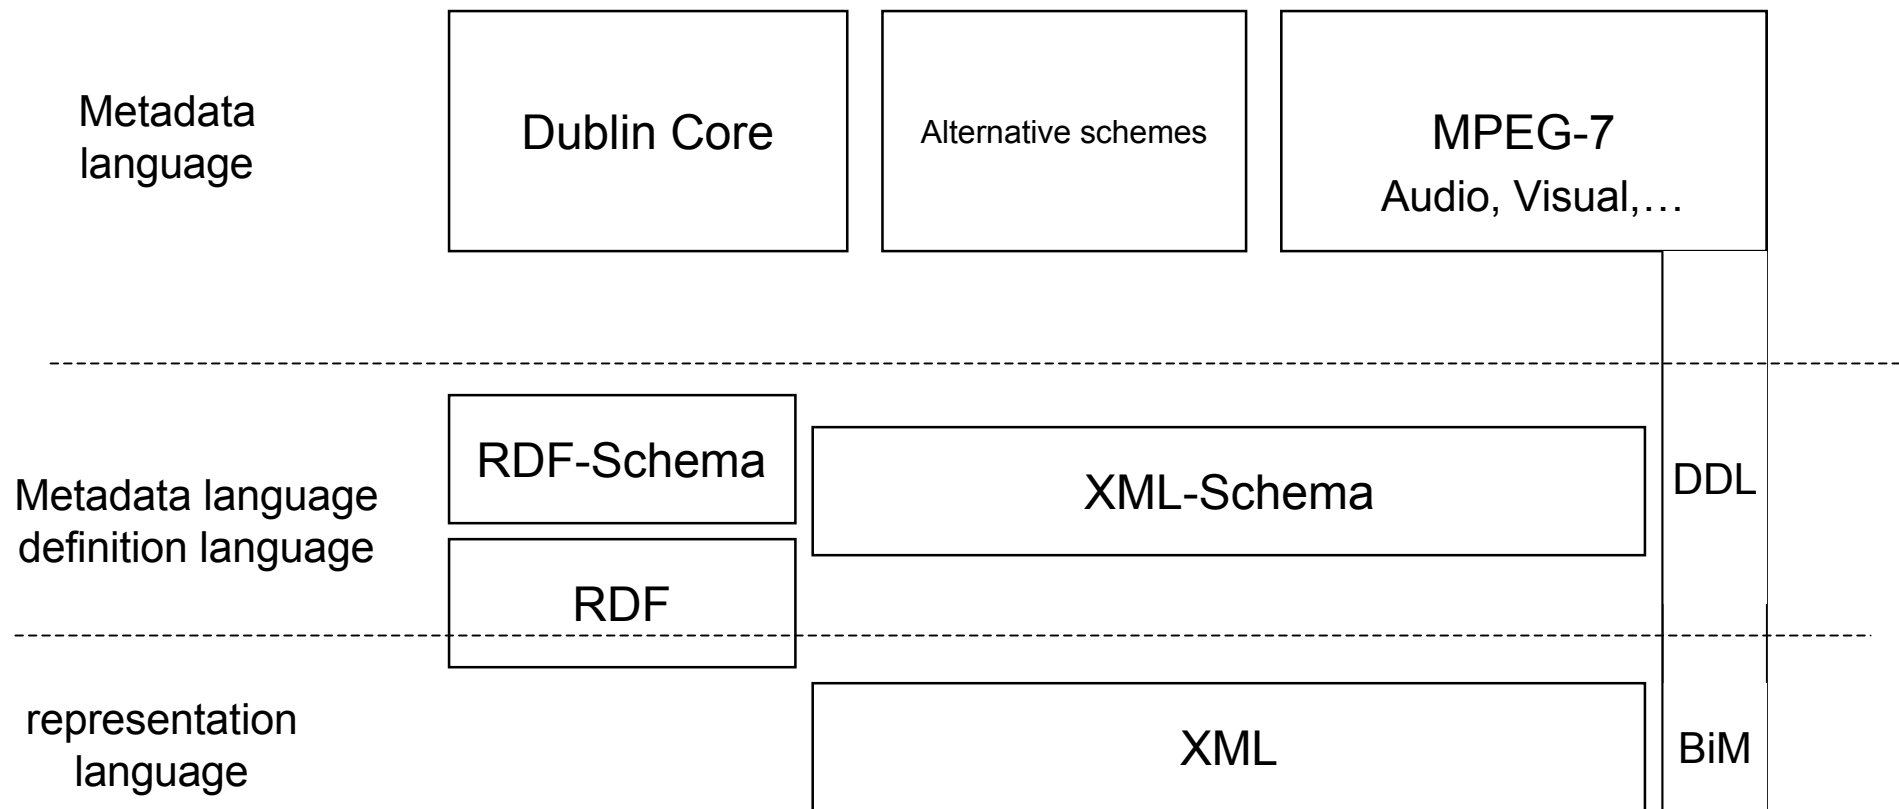 Metadata
language
Dublin Core
Alternative schemes
MPEG-7
Audio, Visual,…
Metadata language
definition language
RDF-Schema
XML-Schema
DDL
RDF
representation
language
XML
BiM